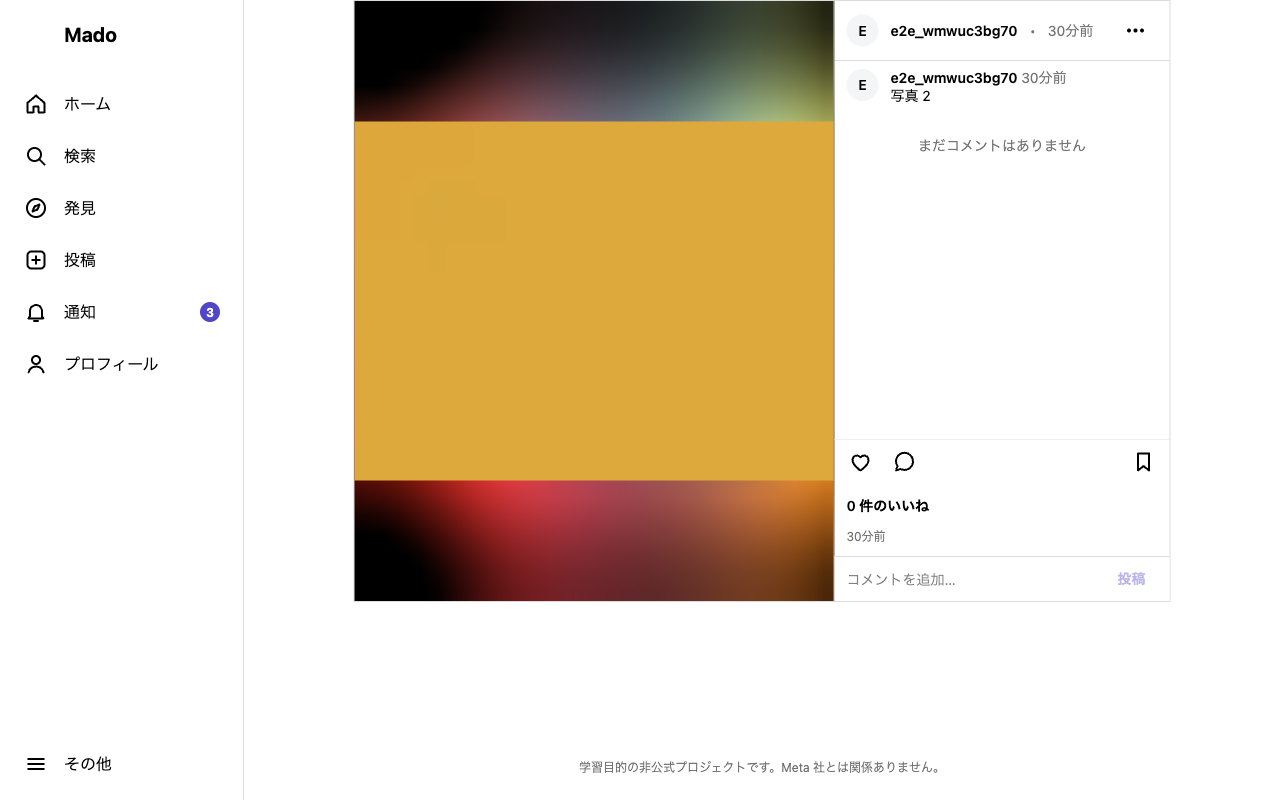 Mado
ホーム
検索
発見
投稿
通知
3
プロフィール
その他
E
e2e_wmwuc3bg70 • 30分前
E
e2e_wmwuc3bg70 30分前
写真 2
まだコメントはありません
0 件のいいね
30分前
コメントを追加...
投稿
学習目的の非公式プロジェクトです。Meta 社とは関係ありません。